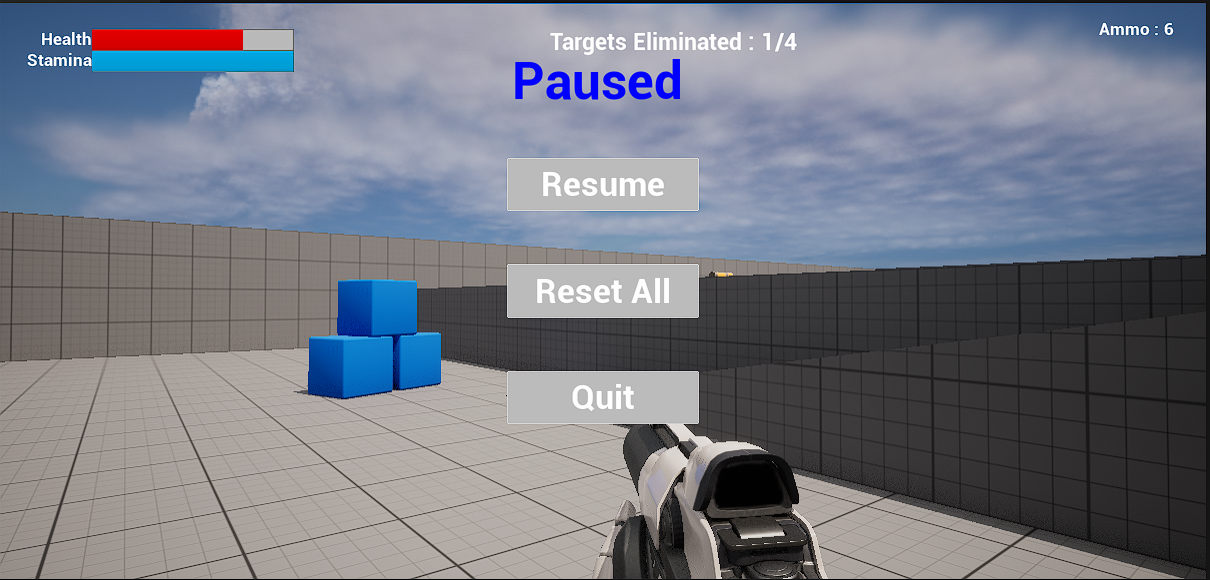 Health
Stamina
Targets Eliminated : 1/4
Ammo : 6
Paused
Resume
Reset All
Quit